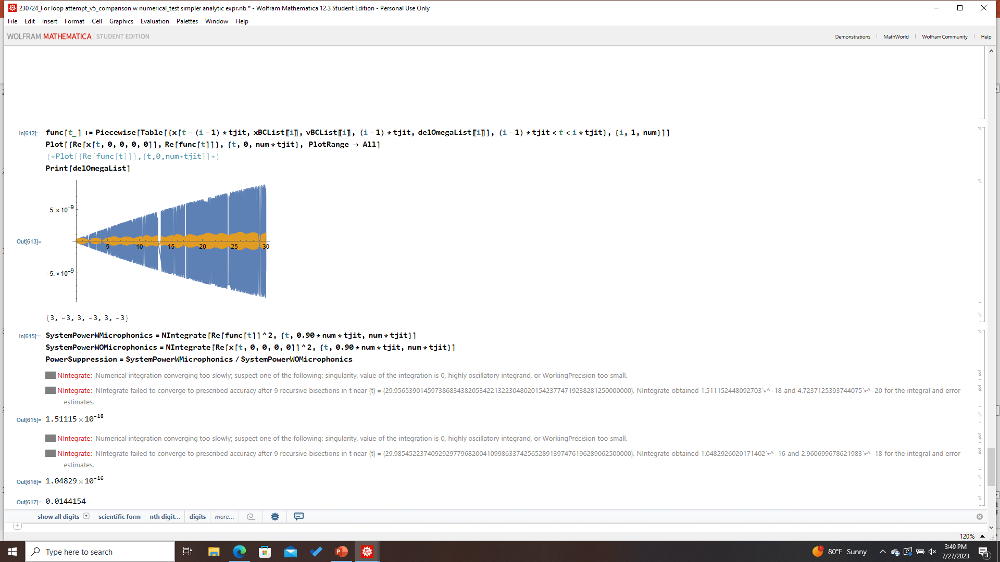 230724_For loop attempt_v5_comparison w numerical_test simpler analytic expr.nb * - Wolfram Mathematica 12.3 Student Edition - Personal Use Only
File Edit Insert Format Cell Graphics Evaluation Palettes Window Help
WOLFRAM MATHEMATICA STUDENT EDITION
Demonstrations MathWorld Wolfram Community Help
In[612]:= func[t_] := Piecewise[Table[{x[t - (i - 1) * tjit, xBCList[[i]], vBCList[[i]], (i - 1) * tjit, delOmegaList[[i]]], (i - 1) * tjit < t < i * tjit}, {i, 1, num}]]
Plot[{Re[x[t, 0, 0, 0, 0]], Re[func[t]]}, {t, 0, num * tjit}, PlotRange → All]
(*Plot[{Re[func[t]]},{t,0,num*tjit}]*)
Print[delOmegaList]
5. × 10^-9
Out[613]=
5 10 15 20 25 30
-5. × 10^-9
{3, -3, 3, -3, 3, -3}
In[615]:= SystemPowerWMicrophonics = NIntegrate[Re[func[t]] ^ 2, {t, 0.90 * num * tjit, num * tjit}]
SystemPowerWOMicrophonics = NIntegrate[Re[x[t, 0, 0, 0, 0]] ^ 2, {t, 0.90 * num * tjit, num * tjit}]
PowerSuppression = SystemPowerWMicrophonics / SystemPowerWOMicrophonics
NIntegrate: Numerical integration converging too slowly; suspect one of the following: singularity, value of the integration is 0, highly oscillatory integrand, or WorkingPrecision too small.
NIntegrate: NIntegrate failed to converge to prescribed accuracy after 9 recursive bisections in t near {t} = {29.9565390145973868343820534221322304802015423774719238281250000000}. NIntegrate obtained 1.511152448092703`*^-18 and 4.7237125393744075`*^-20 for the integral and error
estimates.
Out[615]= 1.51115 × 10^-18
NIntegrate: Numerical integration converging too slowly; suspect one of the following: singularity, value of the integration is 0, highly oscillatory integrand, or WorkingPrecision too small.
NIntegrate: NIntegrate failed to converge to prescribed accuracy after 9 recursive bisections in t near {t} = {29.9854522374092929779682004109986337425652891397476196289062500000}. NIntegrate obtained 1.0482926020171402`*^-16 and 2.960699678621983`*^-18 for the integral and error
estimates.
Out[616]= 1.04829 × 10^-16
Out[617]= 0.0144154
show all digits scientific form nth digit... digits more...
120%
Type here to search
1
80°F Sunny
3:49 PM
7/27/2023
3